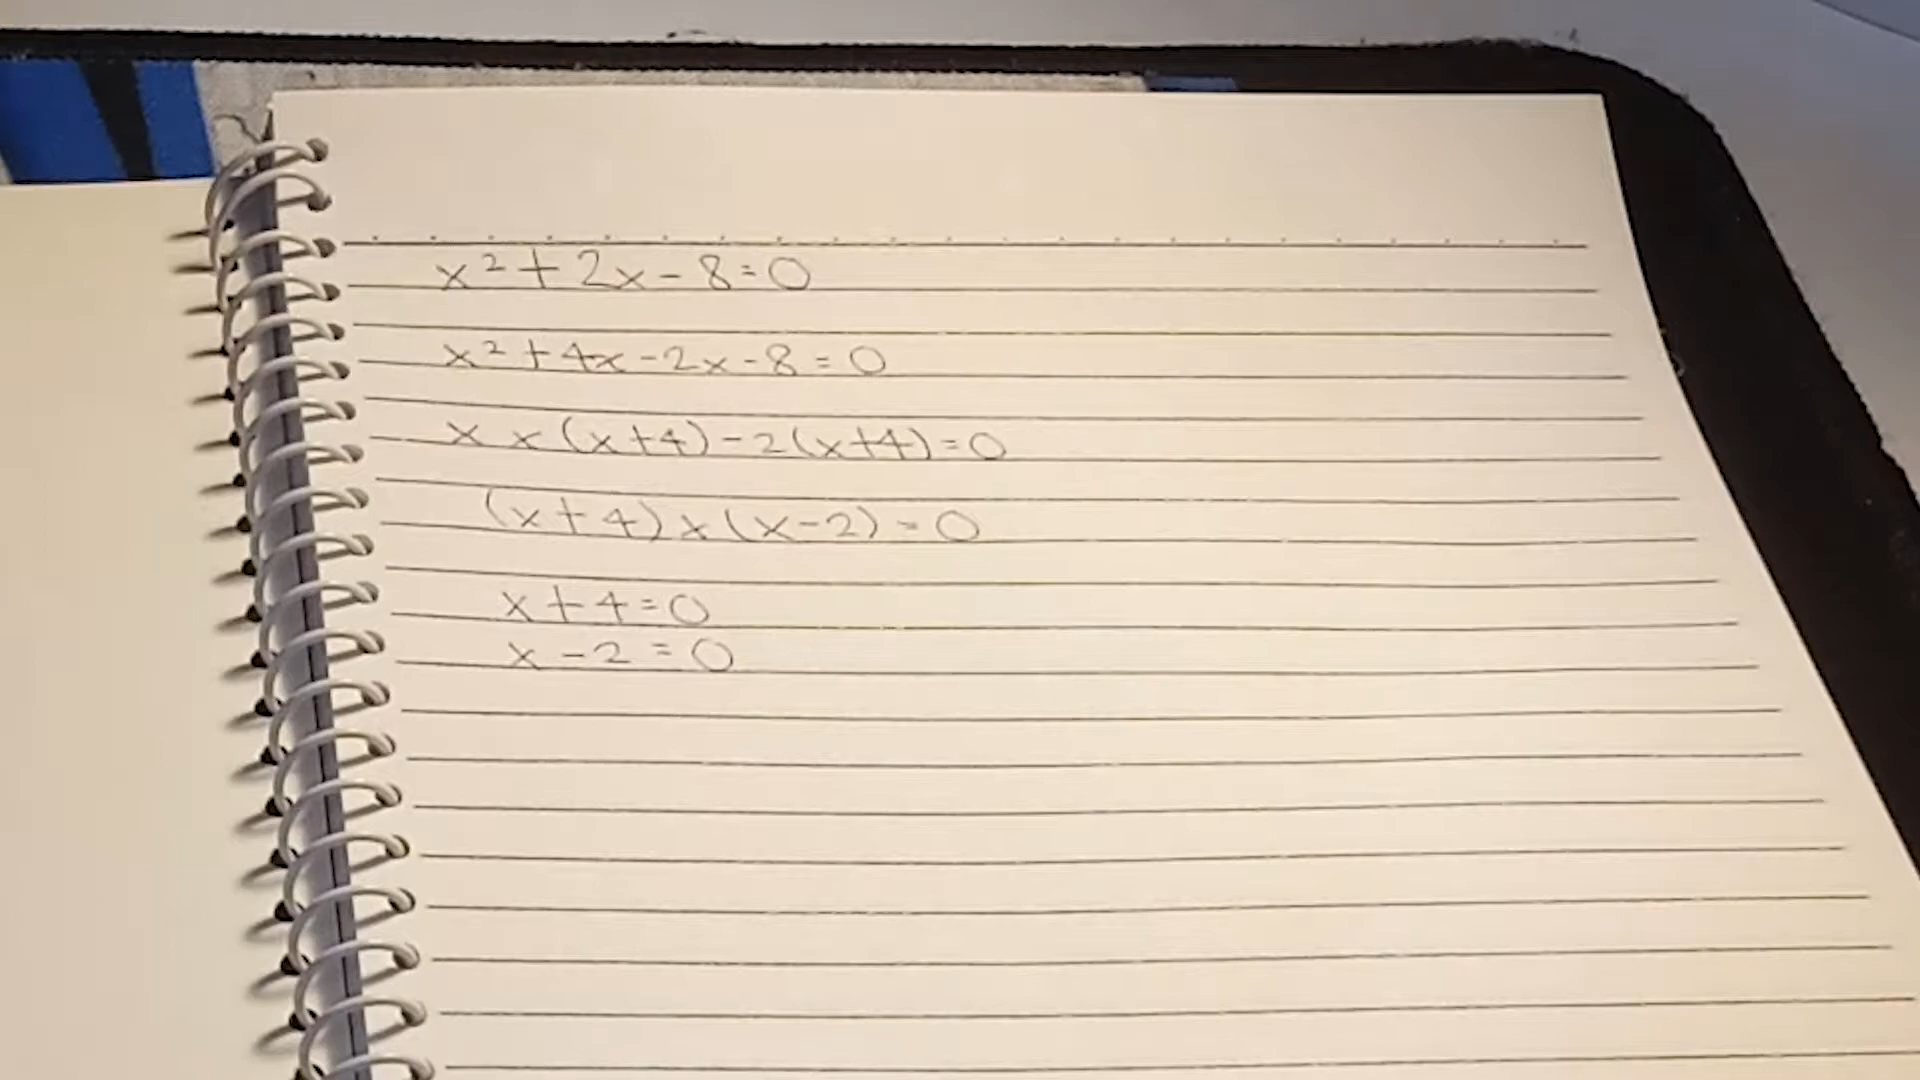 x² + 2x - 8 = 0
x² + 4x - 2x - 8 = 0
x × (x + 4) - 2(x + 4) = 0
(x + 4) × (x - 2) = 0
x + 4 = 0
x - 2 = 0